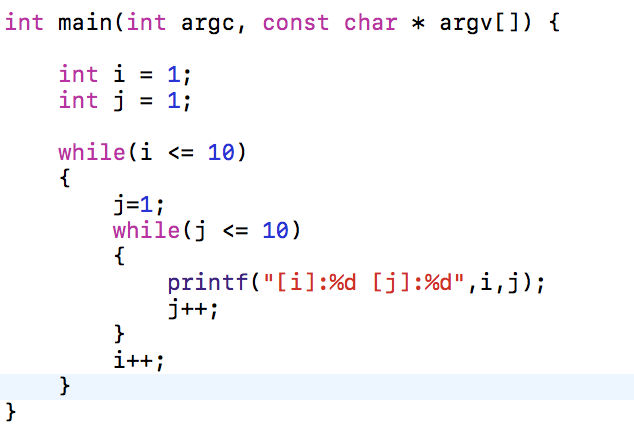 int main(int argc, const char * argv[]) {
int i = 1;
int j = 1;
while(i <= 10)
{
j=1;
while(j <= 10)
{
printf("[i]:%d [j]:%d",i,j);
j++;
}
i++;
}
}